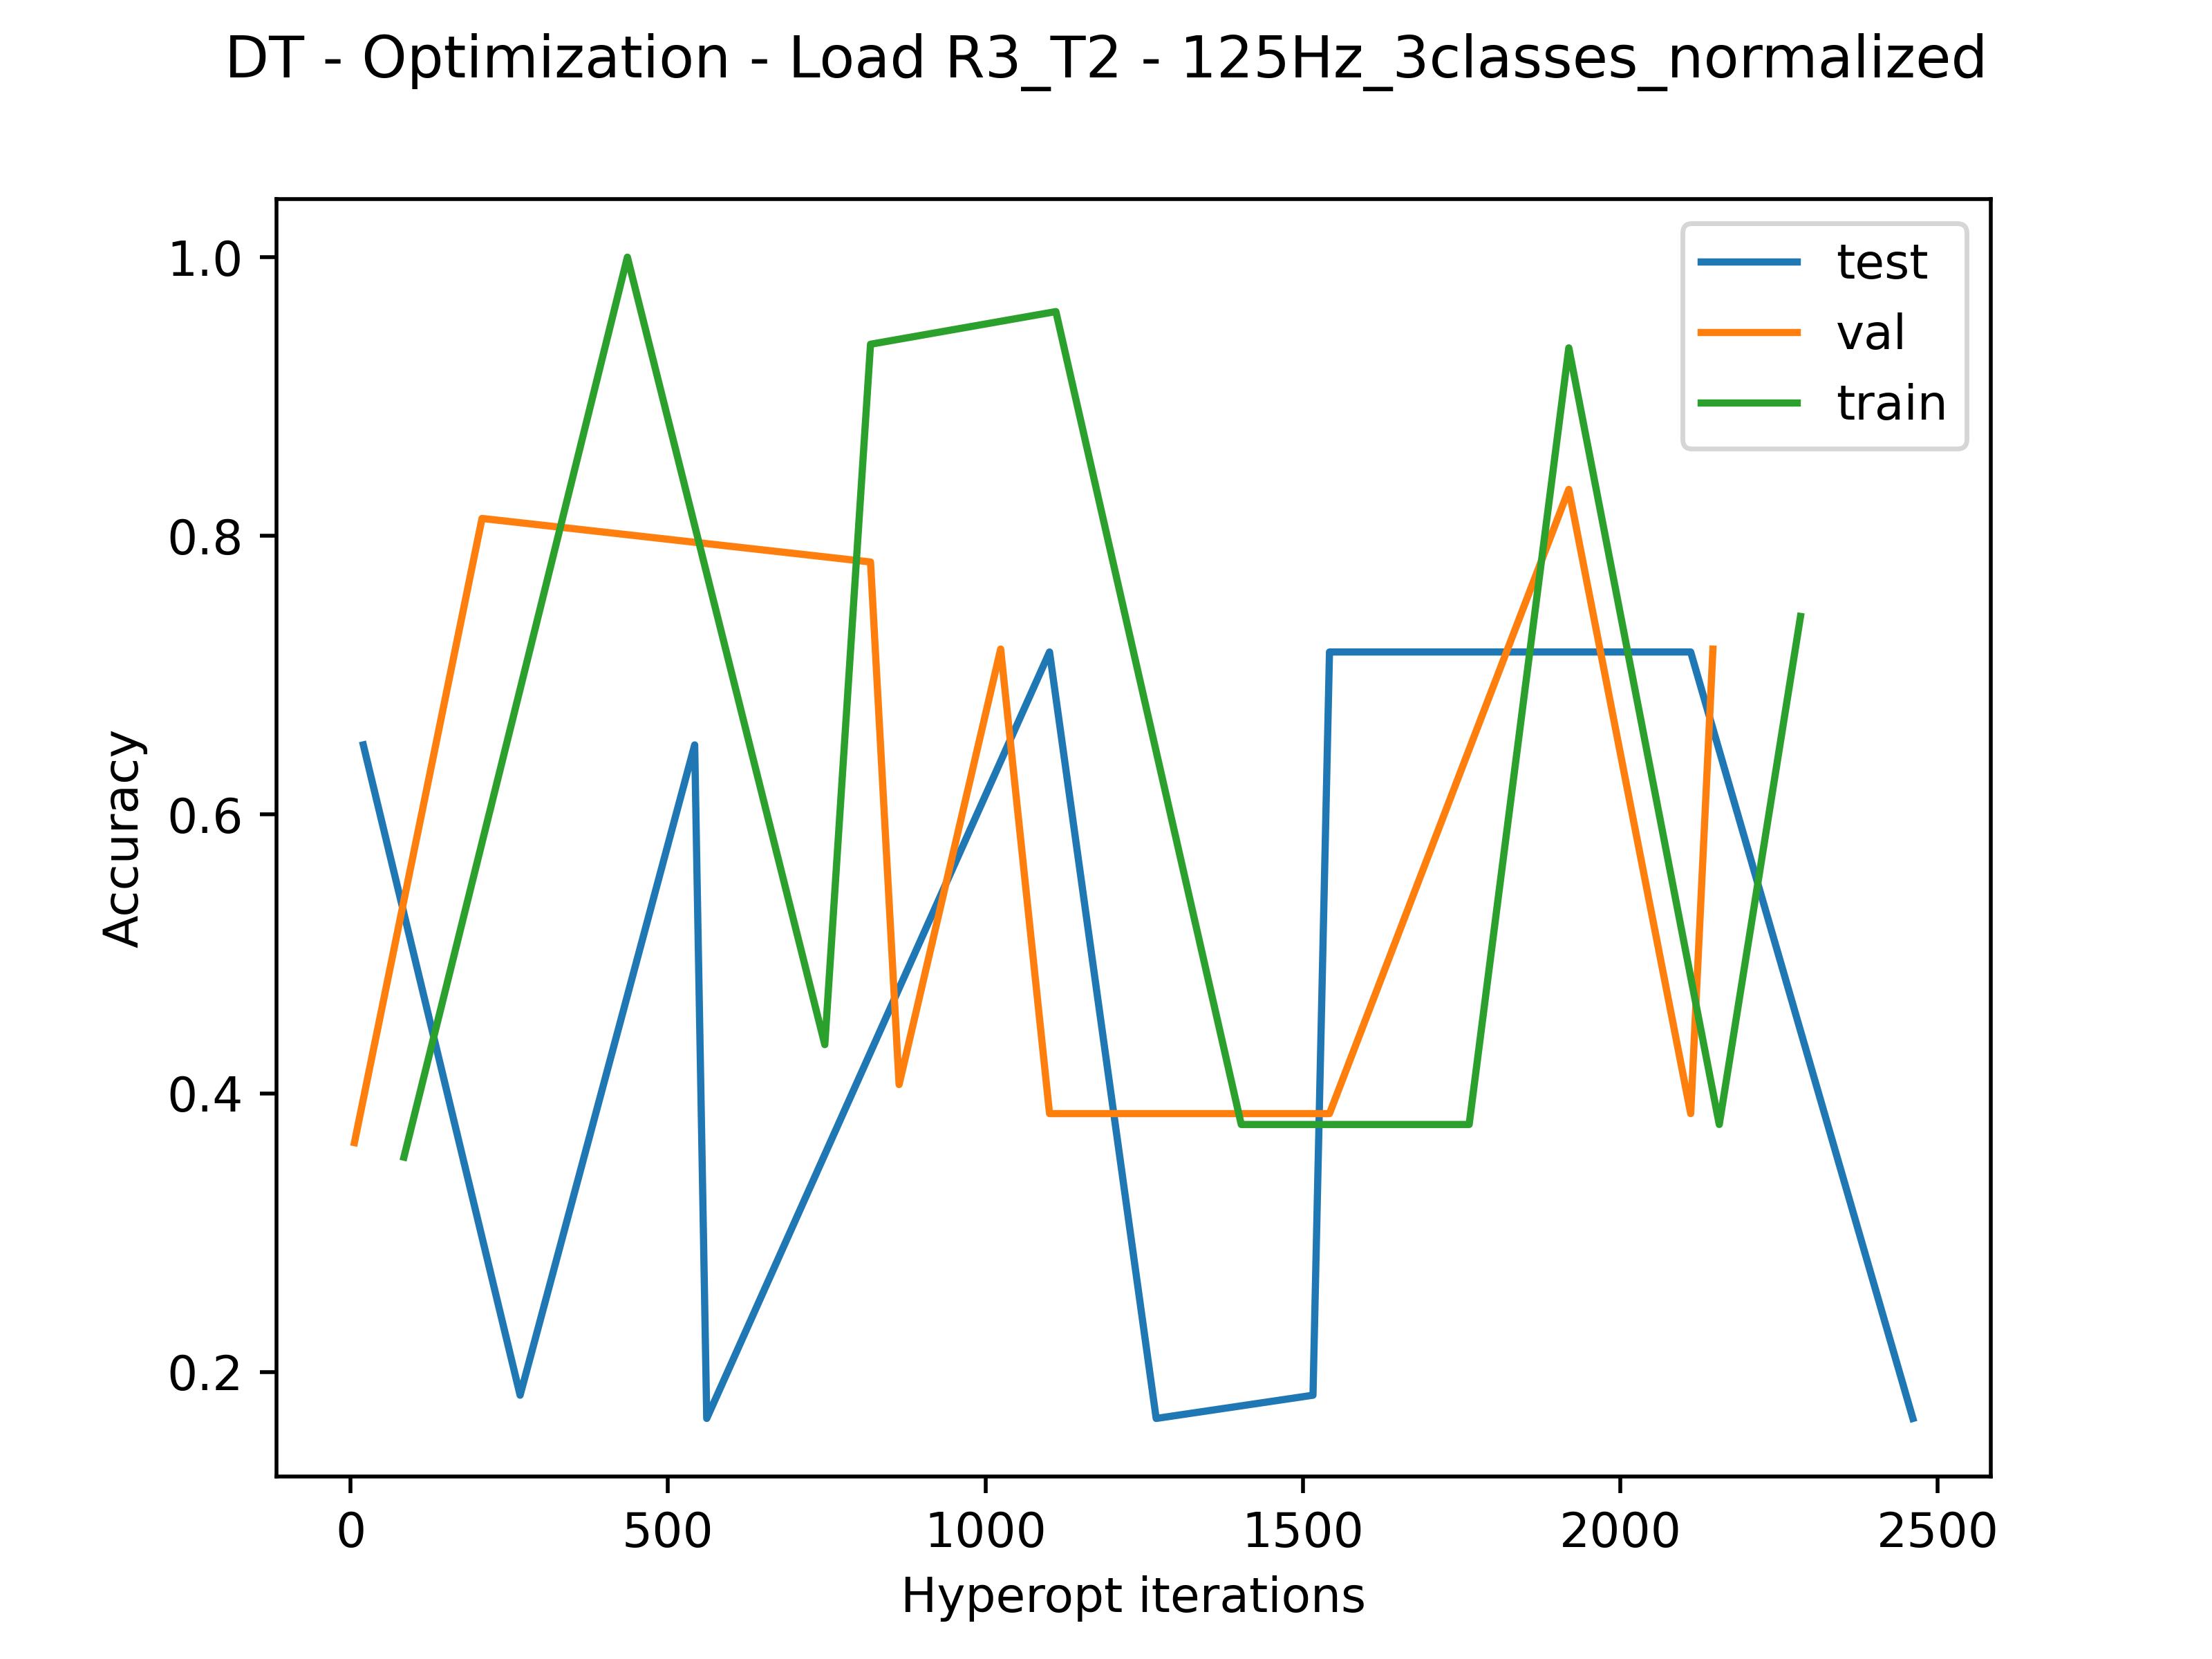 DT - Optimization - Load R3_T2 - 125Hz_3classes_normalized
test
val
train
1.0
0.8
0.6
0.4
0.2
Accuracy
0 500 1000 1500 2000 2500
Hyperopt iterations